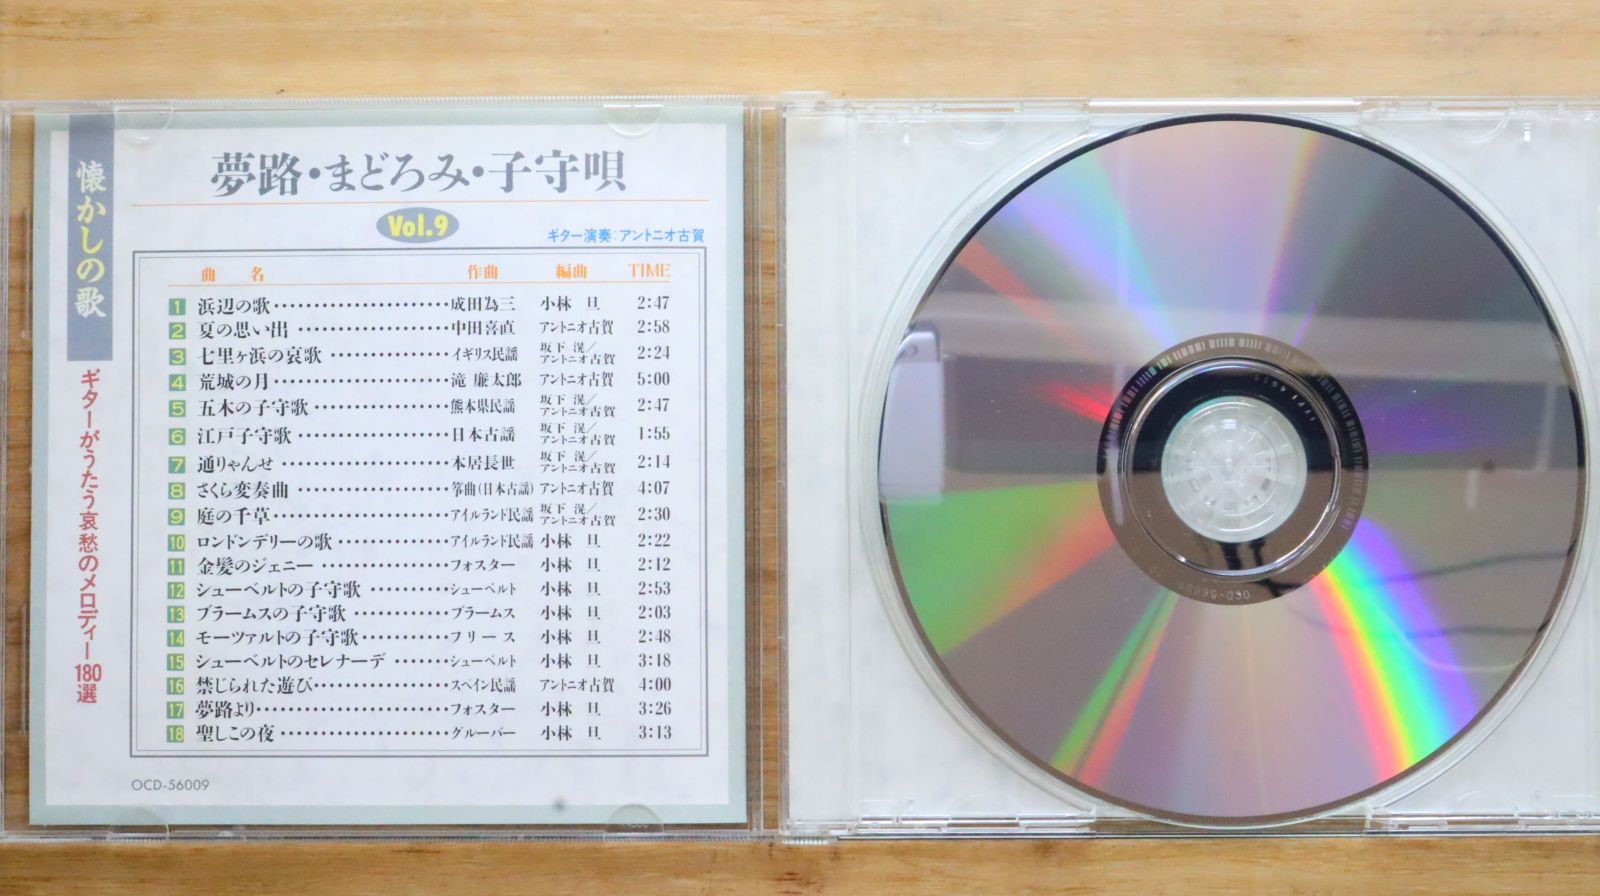 懐かしの歌
ギターがうたう哀愁のメロディー180選
夢路・まどろみ・子守唄
Vol.9
ギター演奏:アントニオ古賀
曲 名 作曲 編曲 TIME
1 浜辺の歌 成田為三 小林 旦 2:47
2 夏の思い出 中田喜直 アントニオ古賀 2:58
3 七里ヶ浜の哀歌 イギリス民謡 坂下 滉/アントニオ古賀 2:24
4 荒城の月 滝 廉太郎 アントニオ古賀 5:00
5 五木の子守歌 熊本県民謡 坂下 滉/アントニオ古賀 2:47
6 江戸子守歌 日本古謡 坂下 滉/アントニオ古賀 1:55
7 通りゃんせ 本居長世 坂下 滉/アントニオ古賀 2:14
8 さくら変奏曲 筝曲(日本古謡) アントニオ古賀 4:07
9 庭の千草 アイルランド民謡 坂下 滉/アントニオ古賀 2:30
10 ロンドンデリーの歌 アイルランド民謡 小林 旦 2:22
11 金髪のジェニー フォスター 小林 旦 2:12
12 シューベルトの子守歌 シューベルト 小林 旦 2:53
13 ブラームスの子守歌 ブラームス 小林 旦 2:03
14 モーツァルトの子守歌 フリース 小林 旦 2:48
15 シューベルトのセレナーデ シューベルト 小林 旦 3:18
16 禁じられた遊び スペイン民謡 アントニオ古賀 4:00
17 夢路より フォスター 小林 旦 3:26
18 聖しこの夜 グルーバー 小林 旦 3:13
OCD-56009
OCD-56009